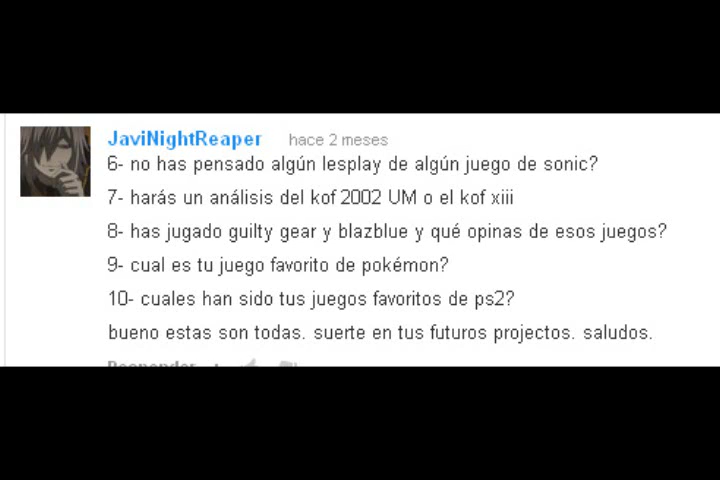 JaviNightReaper hace 2 meses
6- no has pensado algún lesplay de algún juego de sonic?
7- harás un análisis del kof 2002 UM o el kof xiii
8- has jugado guilty gear y blazblue y qué opinas de esos juegos?
9- cual es tu juego favorito de pokémon?
10- cuales han sido tus juegos favoritos de ps2?
bueno estas son todas. suerte en tus futuros projectos. saludos.
Responder